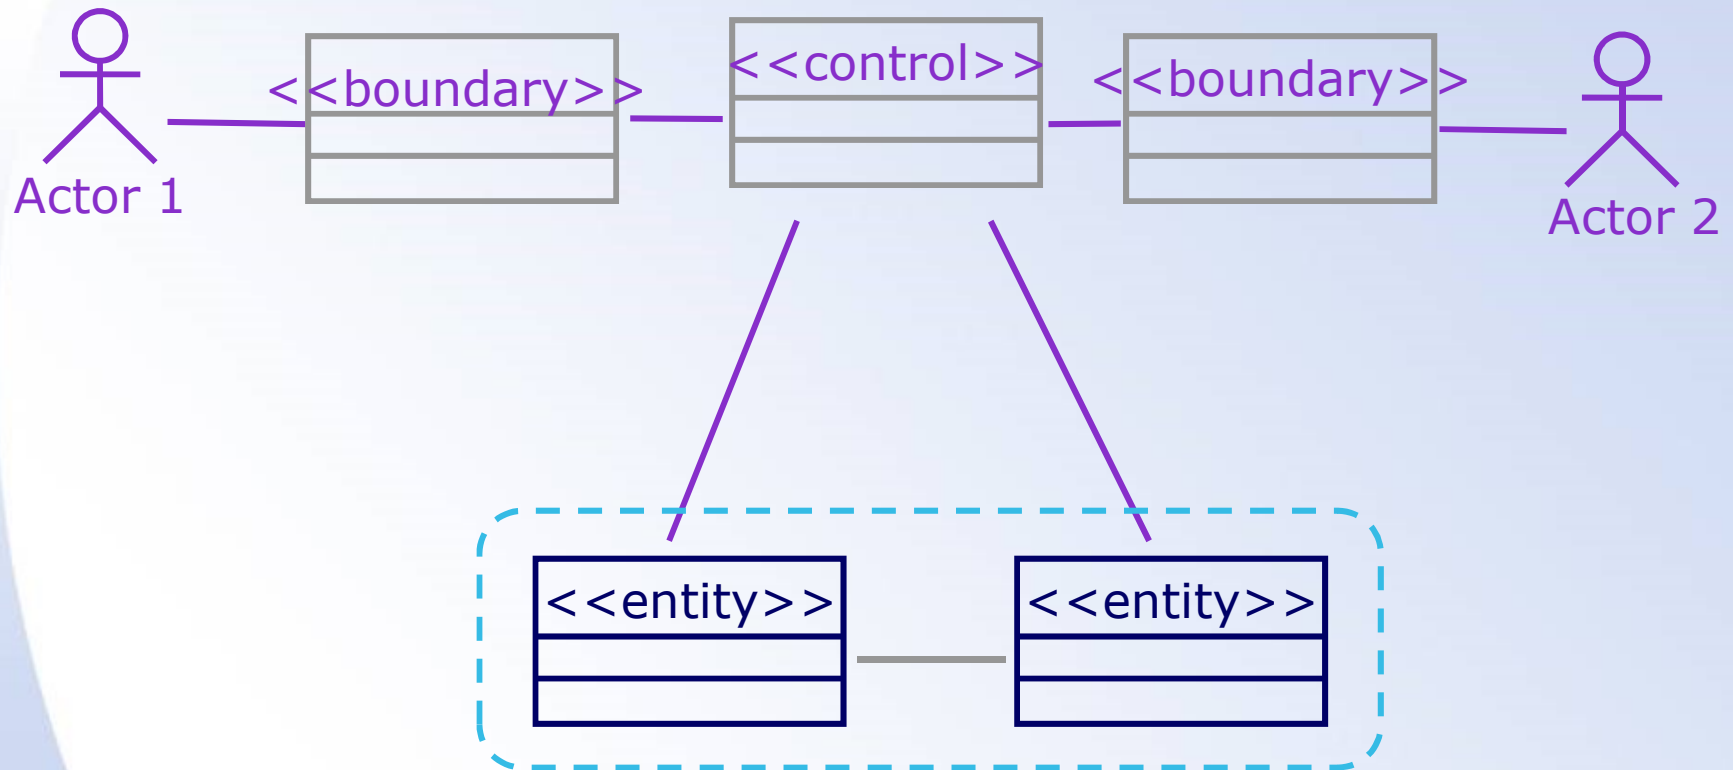 <<boundary>>
<<control>>
<<boundary>>
Actor 1
Actor 2
<<entity>>
<<entity>>